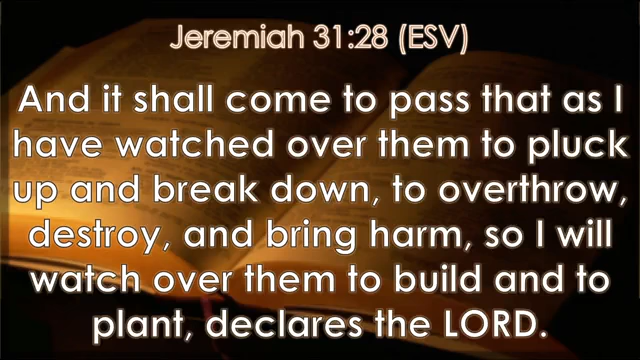 Jeremiah 31:28 (ESV)
And it shall come to pass that as I
have watched over them to pluck
up and break down, to overthrow,
destroy, and bring harm, so I will
watch over them to build and to
plant, declares the LORD.